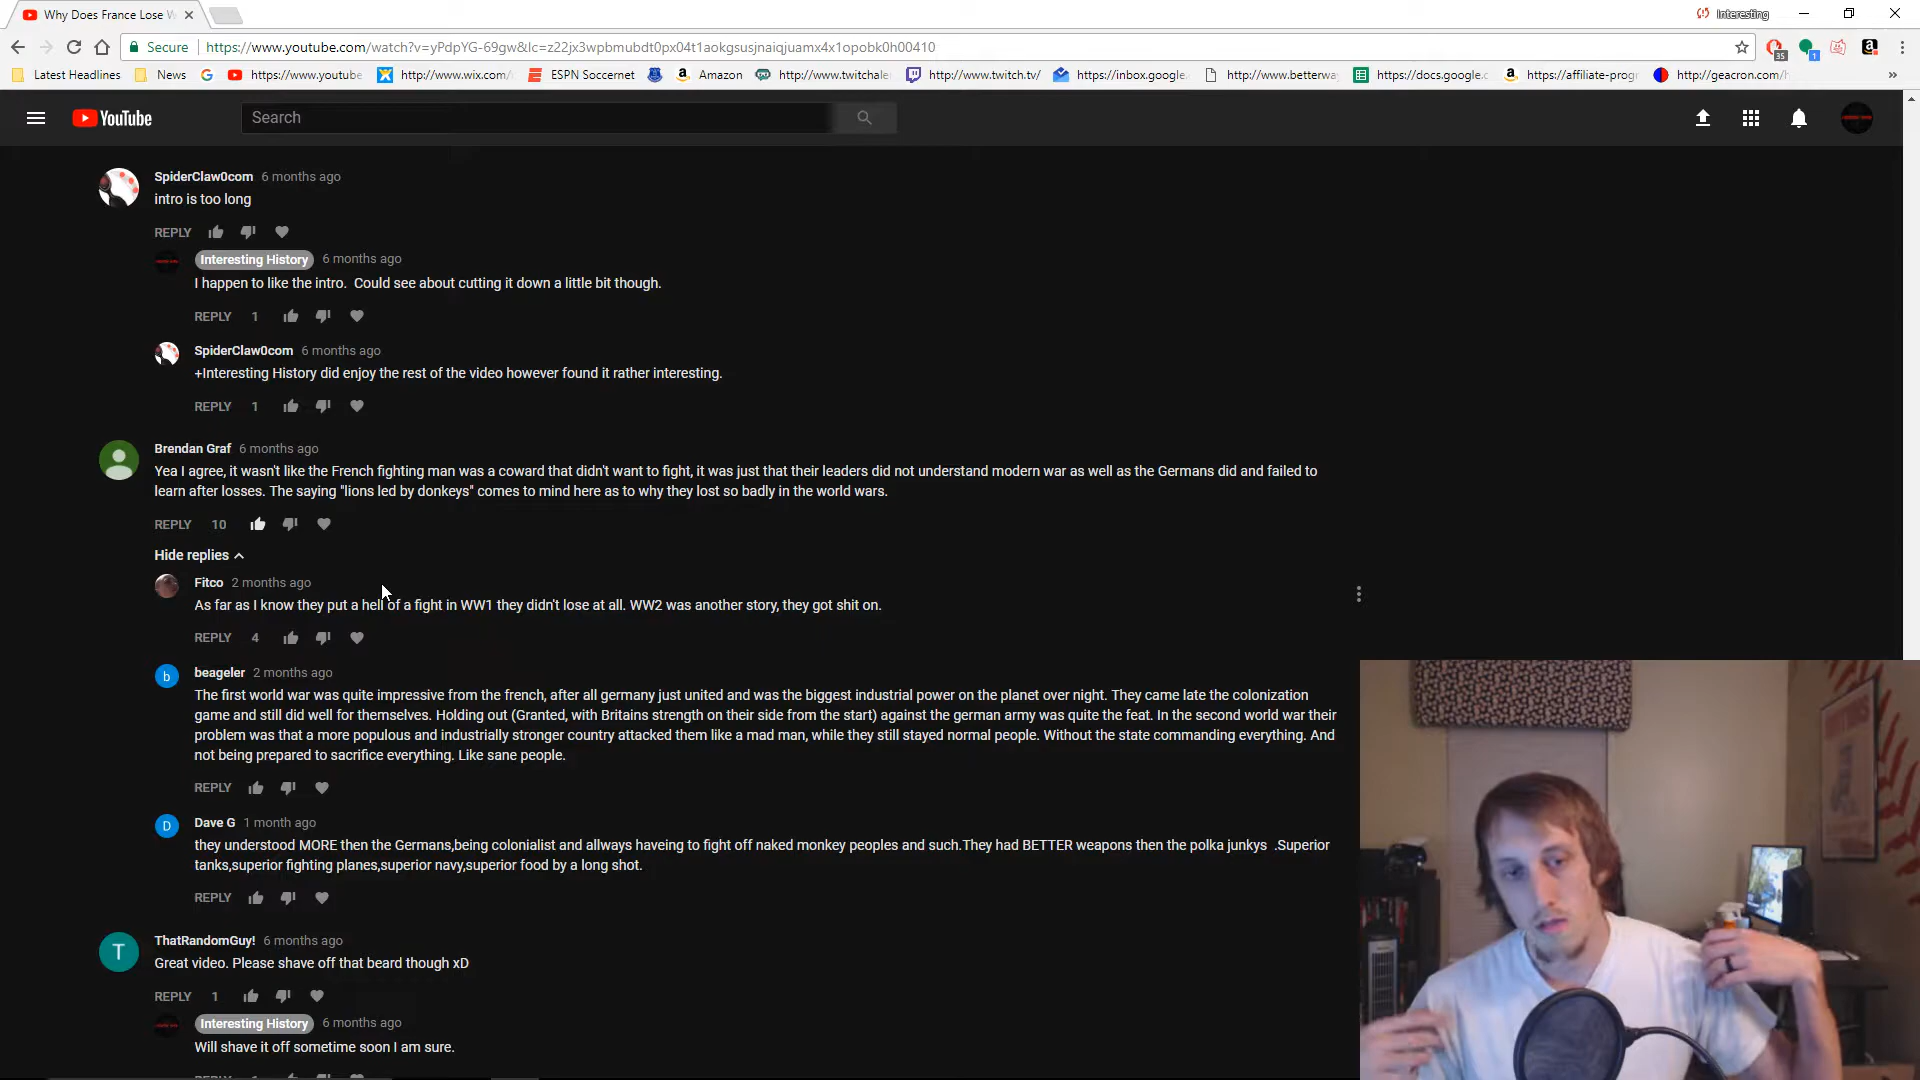 Why Does France Lose W
Interesting
Secure https://www.youtube.com/watch?v=yPdpYG-69gw&lc=z22jx3wpbmubdt0px04t1aokgsusjnaiqjuamx4x1opobk0h00410
35 1
Latest Headlines News https://www.youtube http://www.wix.com/ ESPN Soccernet Amazon http://www.twitchale http://www.twitch.tv/ https://inbox.google. http://www.betterwa https://docs.google.c https://affiliate-prog http://geacron.com/h
YouTube
Search
SpiderClaw0com 6 months ago
intro is too long
REPLY
Interesting History 6 months ago
I happen to like the intro. Could see about cutting it down a little bit though.
REPLY 1
SpiderClaw0com 6 months ago
+Interesting History did enjoy the rest of the video however found it rather interesting.
REPLY 1
Brendan Graf 6 months ago
Yea I agree, it wasn't like the French fighting man was a coward that didn't want to fight, it was just that their leaders did not understand modern war as well as the Germans did and failed to
learn after losses. The saying "lions led by donkeys" comes to mind here as to why they lost so badly in the world wars.
REPLY 10
Hide replies
Fitco 2 months ago
As far as I know they put a hell of a fight in WW1 they didn't lose at all. WW2 was another story, they got shit on.
REPLY 4
b beageler 2 months ago
The first world war was quite impressive from the french, after all germany just united and was the biggest industrial power on the planet over night. They came late the colonization
game and still did well for themselves. Holding out (Granted, with Britains strength on their side from the start) against the german army was quite the feat. In the second world war their
problem was that a more populous and industrially stronger country attacked them like a mad man, while they still stayed normal people. Without the state commanding everything. And
not being prepared to sacrifice everything. Like sane people.
REPLY
D Dave G 1 month ago
they understood MORE then the Germans,being colonialist and allways haveing to fight off naked monkey peoples and such.They had BETTER weapons then the polka junkys .Superior
tanks,superior fighting planes,superior navy,superior food by a long shot.
REPLY
T ThatRandomGuy! 6 months ago
Great video. Please shave off that beard though xD
REPLY 1
Interesting History 6 months ago
Will shave it off sometime soon I am sure.